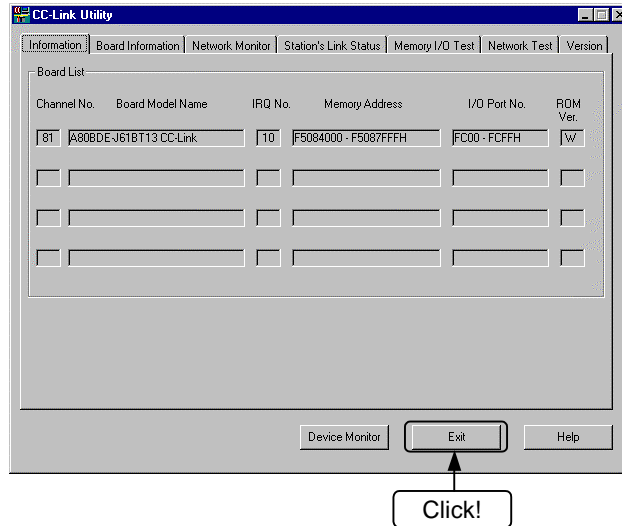 CC-Link Utility
Information Board Information Network Monitor Station's Link Status Memory I/O Test Network Test Version
Board List
Channel No. Board Model Name IRQ No. Memory Address I/O Port No. ROM Ver.
81 A80BDE-J61BT13 CC-Link 10 F5084000 - F5087FFFH FC00 - FCFFH W
Device Monitor Exit Help
Click!